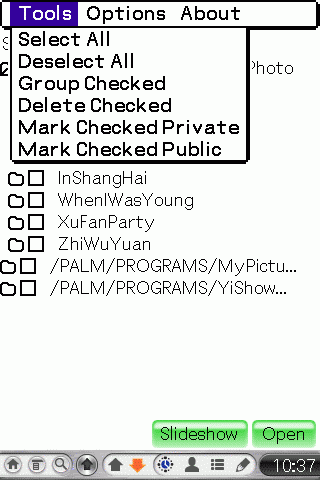 Tools Options About
Select All
Deselect All
Group Checked
Delete Checked
Mark Checked Private
Mark Checked Public
InShangHai
WhenIWasYoung
XuFanParty
ZhiWuYuan
/PALM/PROGRAMS/MyPictu...
/PALM/PROGRAMS/YiShow...
Slideshow Open
10:37